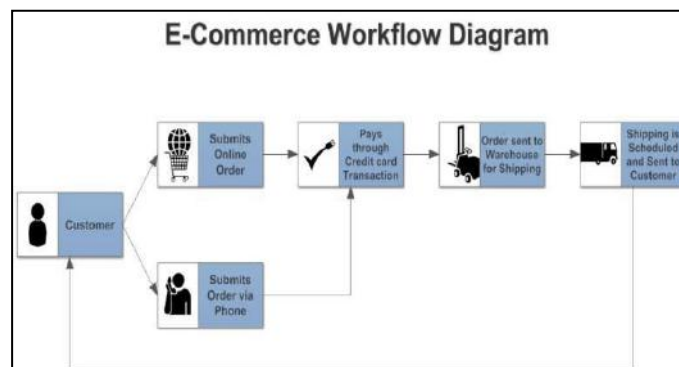 E-Commerce Workflow Diagram
Submits
Online
Order
Pays
through
Credit card
Transaction
Order sent to
Warehouse
for Shipping
Shipping is
Scheduled
and Sent to
Customer
Customer
Submits
Order via
Phone